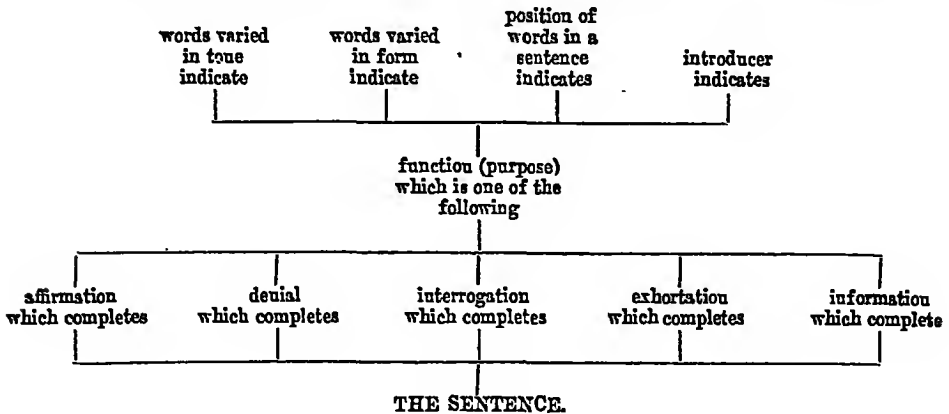 words varied
in tone
indicate
words varied
in form
indicate
position of
words in a
sentence
indicates
introducer
indicates
function (purpose)
which is one of the
following
affirmation
which completes
denial
which completes
interrogation
which completes
exhortation
which completes
information
which complete
THE SENTENCE.